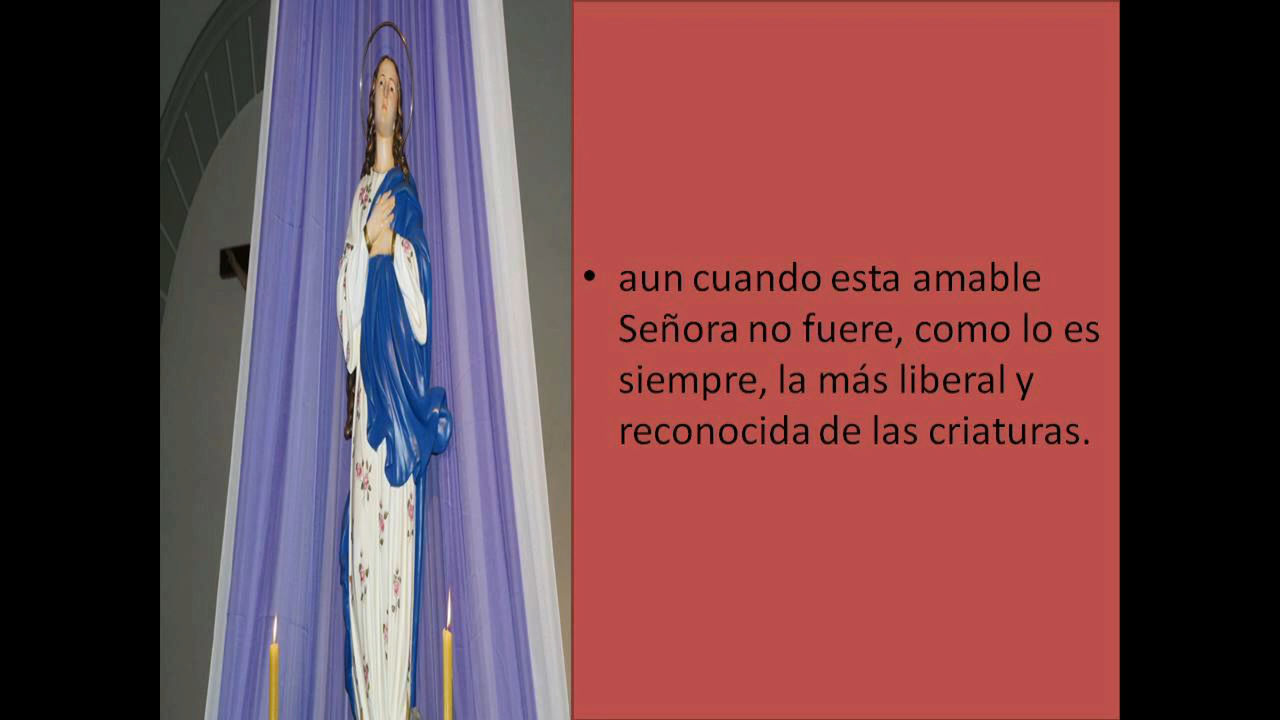 • aun cuando esta amable
Señora no fuere, como lo es
siempre, la más liberal y
reconocida de las criaturas.